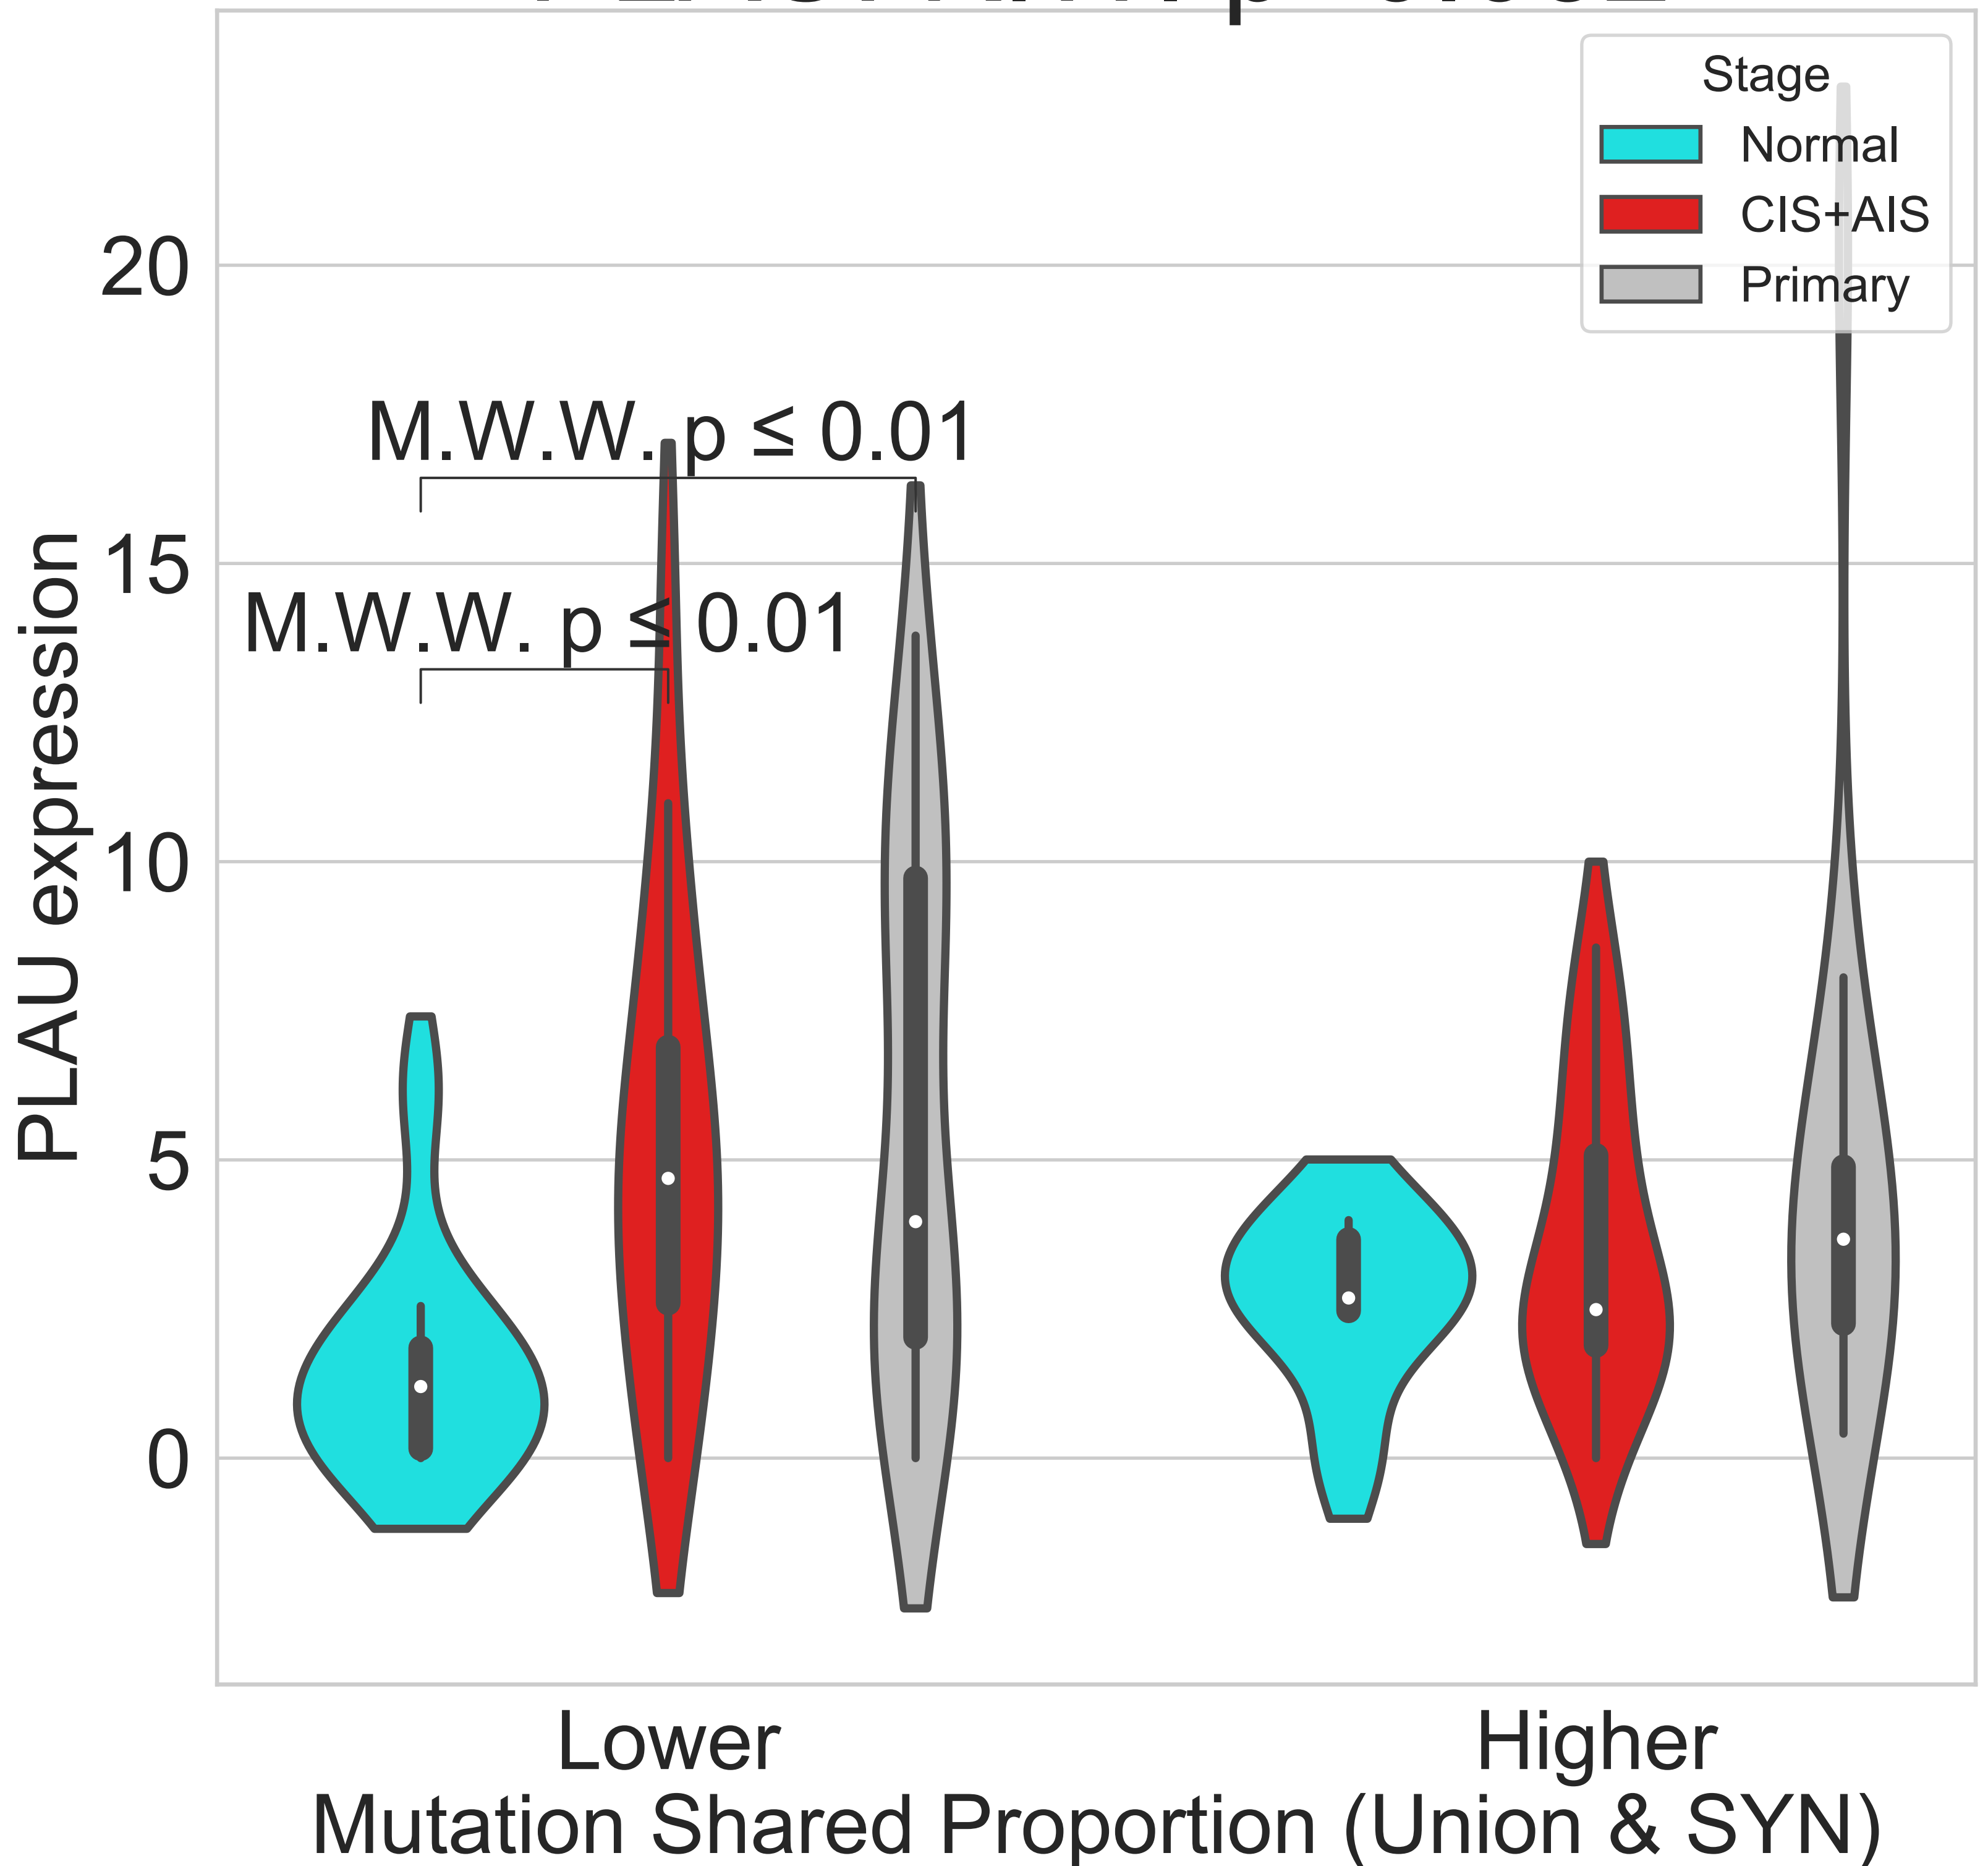 Stage
Normal
CIS+AIS
Primary
20
15
10
5
0
PLAU expression
M.W.W. p ≤ 0.01
M.W.W. p ≤ 0.01
Lower
Higher
Mutation Shared Proportion (Union & SYN)